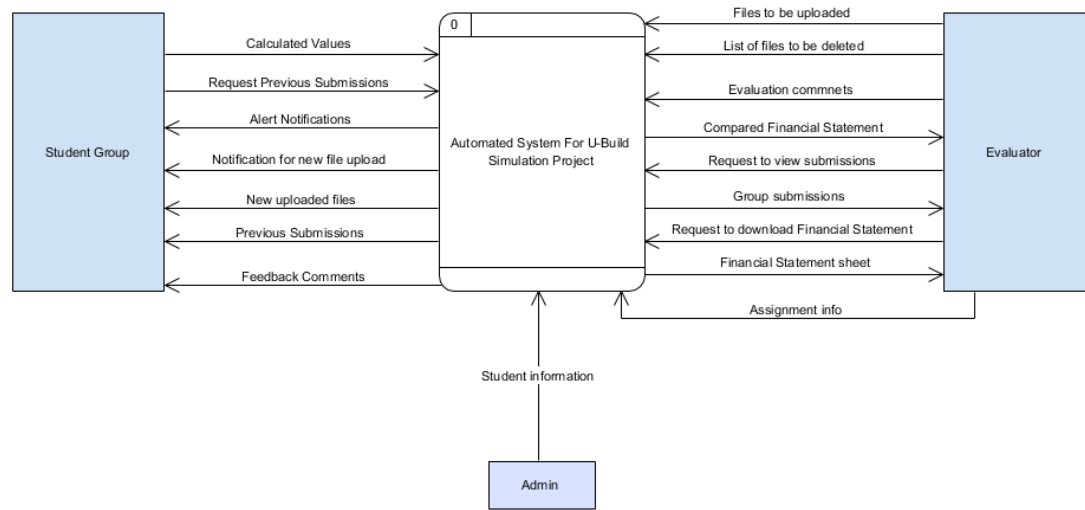 Files to be uploaded
0
Calculated Values
List of files to be deleted
Request Previous Submissions
Evaluation commnets
Alert Notifications
Compared Financial Statement
Student Group
Automated System For U-Build
Simulation Project
Evaluator
Notification for new file upload
Request to view submissions
New uploaded files
Group submissions
Previous Submissions
Request to download Financial Statement
Feedback Comments
Financial Statement sheet
Assignment info
Student information
Admin